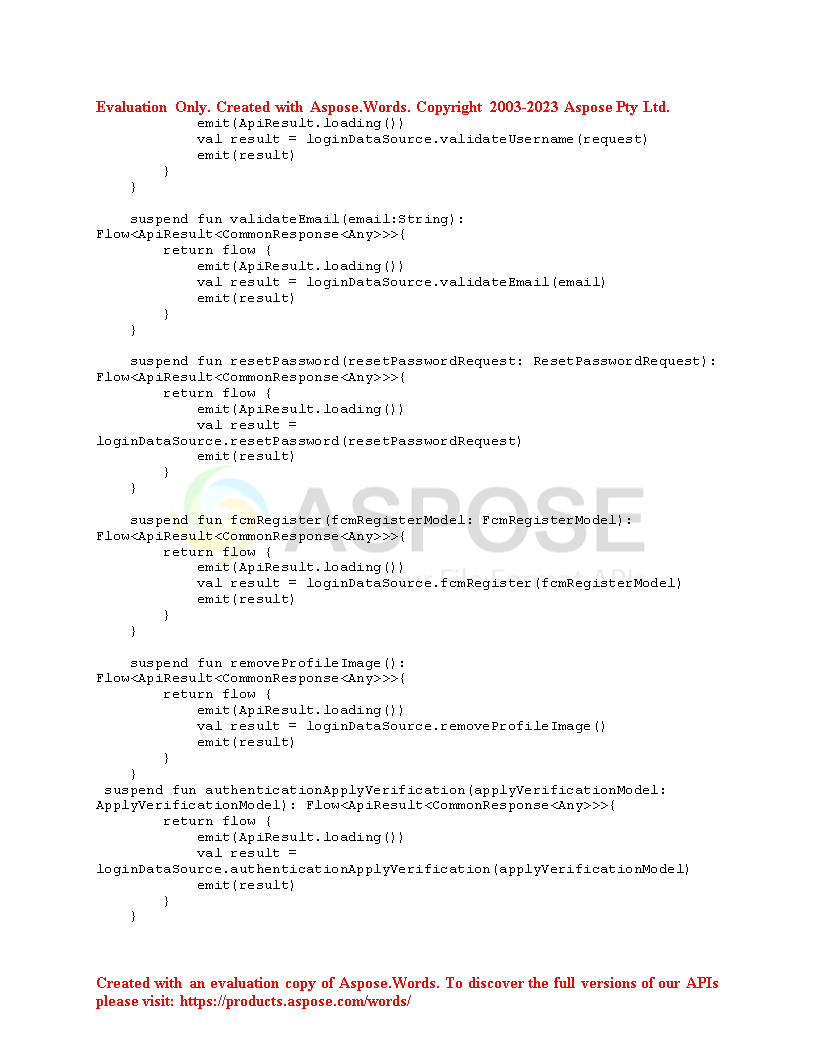 Evaluation Only. Created with Aspose.Words. Copyright 2003-2023 Aspose Pty Ltd.
            emit(ApiResult.loading())
            val result = loginDataSource.validateUsername(request)
            emit(result)
        }
    }

    suspend fun validateEmail(email:String):
Flow<ApiResult<CommonResponse<Any>>>{
        return flow {
            emit(ApiResult.loading())
            val result = loginDataSource.validateEmail(email)
            emit(result)
        }
    }

    suspend fun resetPassword(resetPasswordRequest: ResetPasswordRequest):
Flow<ApiResult<CommonResponse<Any>>>{
        return flow {
            emit(ApiResult.loading())
            val result =
loginDataSource.resetPassword(resetPasswordRequest)
            emit(result)
        }
    }

ASPOSE
    suspend fun fcmRegister(fcmRegisterModel: FcmRegisterModel):
Flow<ApiResult<CommonResponse<Any>>>{
        return flow {
            emit(ApiResult.loading())
            val result = loginDataSource.fcmRegister(fcmRegisterModel)
            emit(result)
        }
    }

    suspend fun removeProfileImage():
Flow<ApiResult<CommonResponse<Any>>>{
        return flow {
            emit(ApiResult.loading())
            val result = loginDataSource.removeProfileImage()
            emit(result)
        }
    }
 suspend fun authenticationApplyVerification(applyVerificationModel:
ApplyVerificationModel): Flow<ApiResult<CommonResponse<Any>>>{
        return flow {
            emit(ApiResult.loading())
            val result =
loginDataSource.authenticationApplyVerification(applyVerificationModel)
            emit(result)
        }
    }

Created with an evaluation copy of Aspose.Words. To discover the full versions of our APIs
please visit: https://products.aspose.com/words/